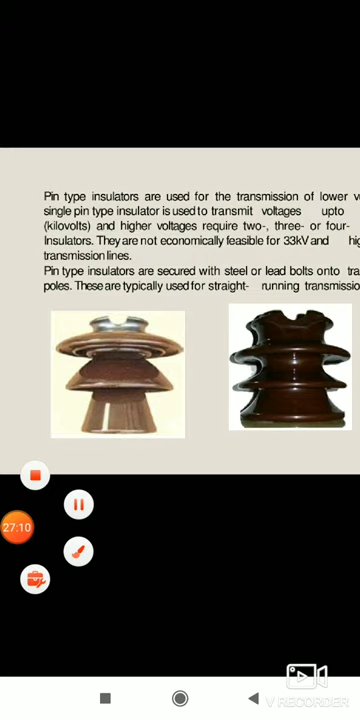 Pin type insulators are used for the transmission of lower
single pin type insulator is used to transmit voltages upto
(kilovolts) and higher voltages require two-, three- or four-
Insulators. They are not economically feasible for 33kV and
transmission lines.
Pin type insulators are secured with steel or lead bolts onto
poles. These are typically used for straight- running transmissio
27:10
V RECORDER